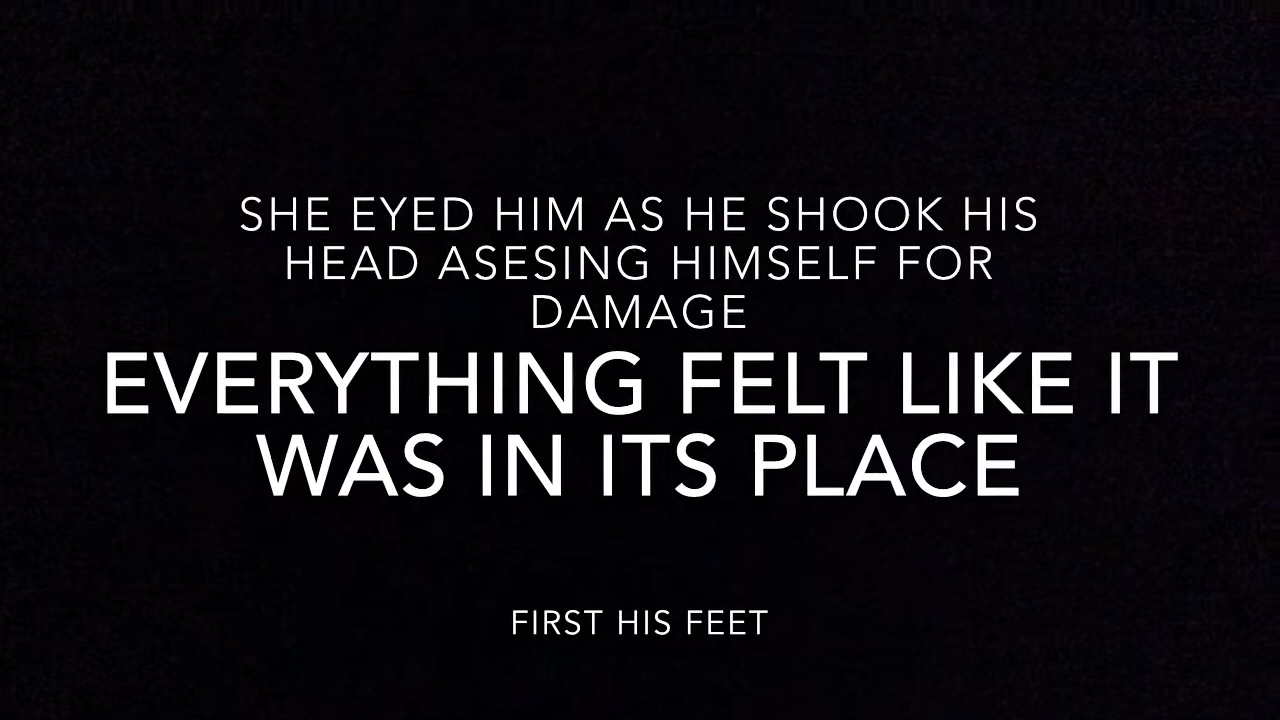 SHE EYED HIM AS HE SHOOK HIS
HEAD ASESING HIMSELF FOR
DAMAGE
EVERYTHING FELT LIKE IT
WAS IN ITS PLACE
FIRST HIS FEET